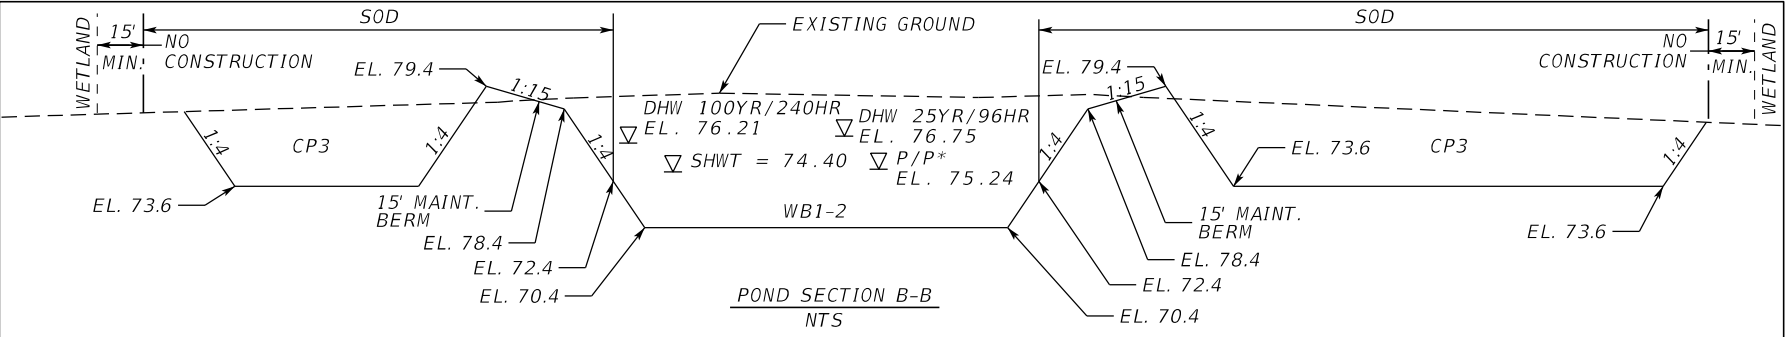 SOD
EXISTING GROUND
SOD
WETLAND
15'
MIN.
NO
CONSTRUCTION
EL. 79.4
1:15
EL. 79.4
1:15
NO
CONSTRUCTION
15'
MIN.
WETLAND
DHW 100YR/240HR
EL. 76.21
DHW 25YR/96HR
EL. 76.75
1:4
CP3
1:4
1:4
SHWT = 74.40
P/P*
EL. 75.24
1:4
1:4
EL. 73.6
CP3
1:4
EL. 73.6
15' MAINT.
BERM
WB1-2
15' MAINT.
BERM
EL. 73.6
EL. 78.4
EL. 78.4
EL. 72.4
EL. 72.4
EL. 70.4
POND SECTION B-B
NTS
EL. 70.4